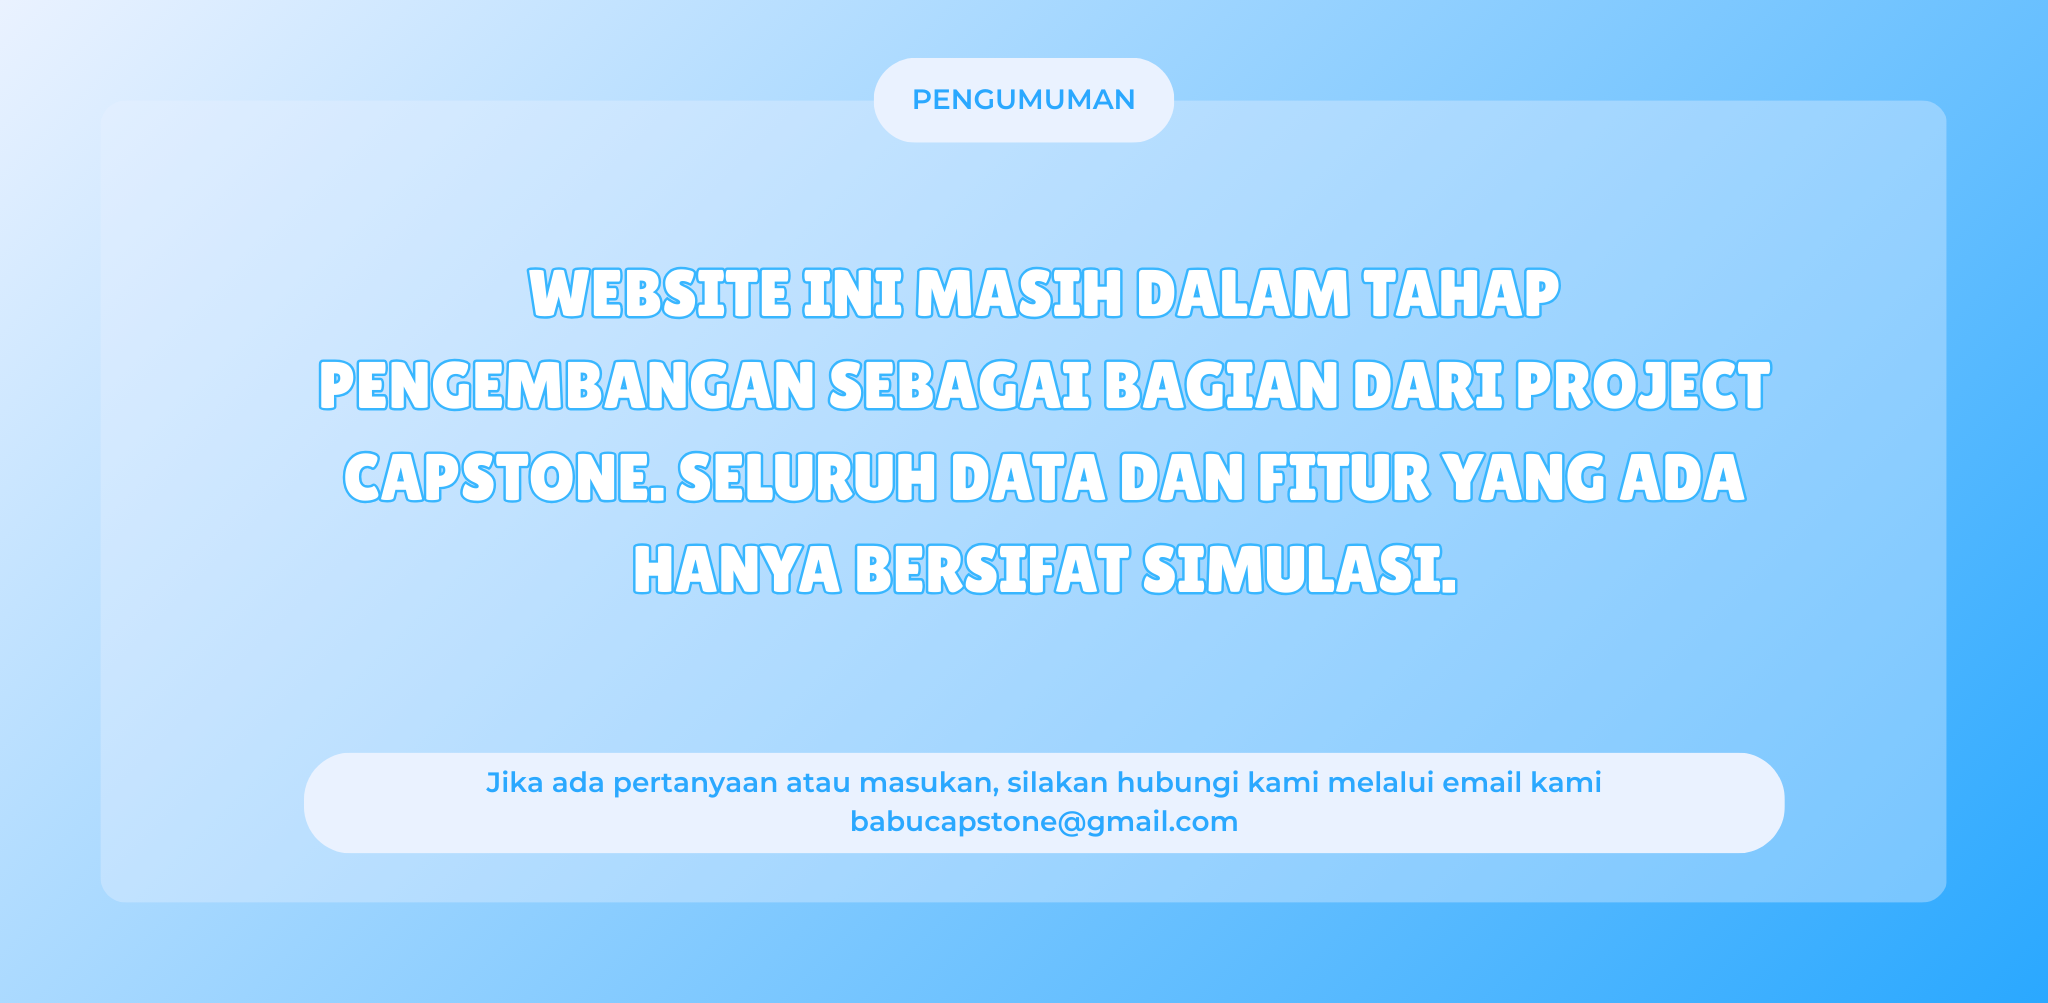 PENGUMUMAN
WEBSITE INI MASIH DALAM TAHAP
PENGEMBANGAN SEBAGAI BAGIAN DARI PROJECT
CAPSTONE. SELURUH DATA DAN FITUR YANG ADA
HANYA BERSIFAT SIMULASI.
Jika ada pertanyaan atau masukan, silakan hubungi kami melalui email kami
babucapstone@gmail.com